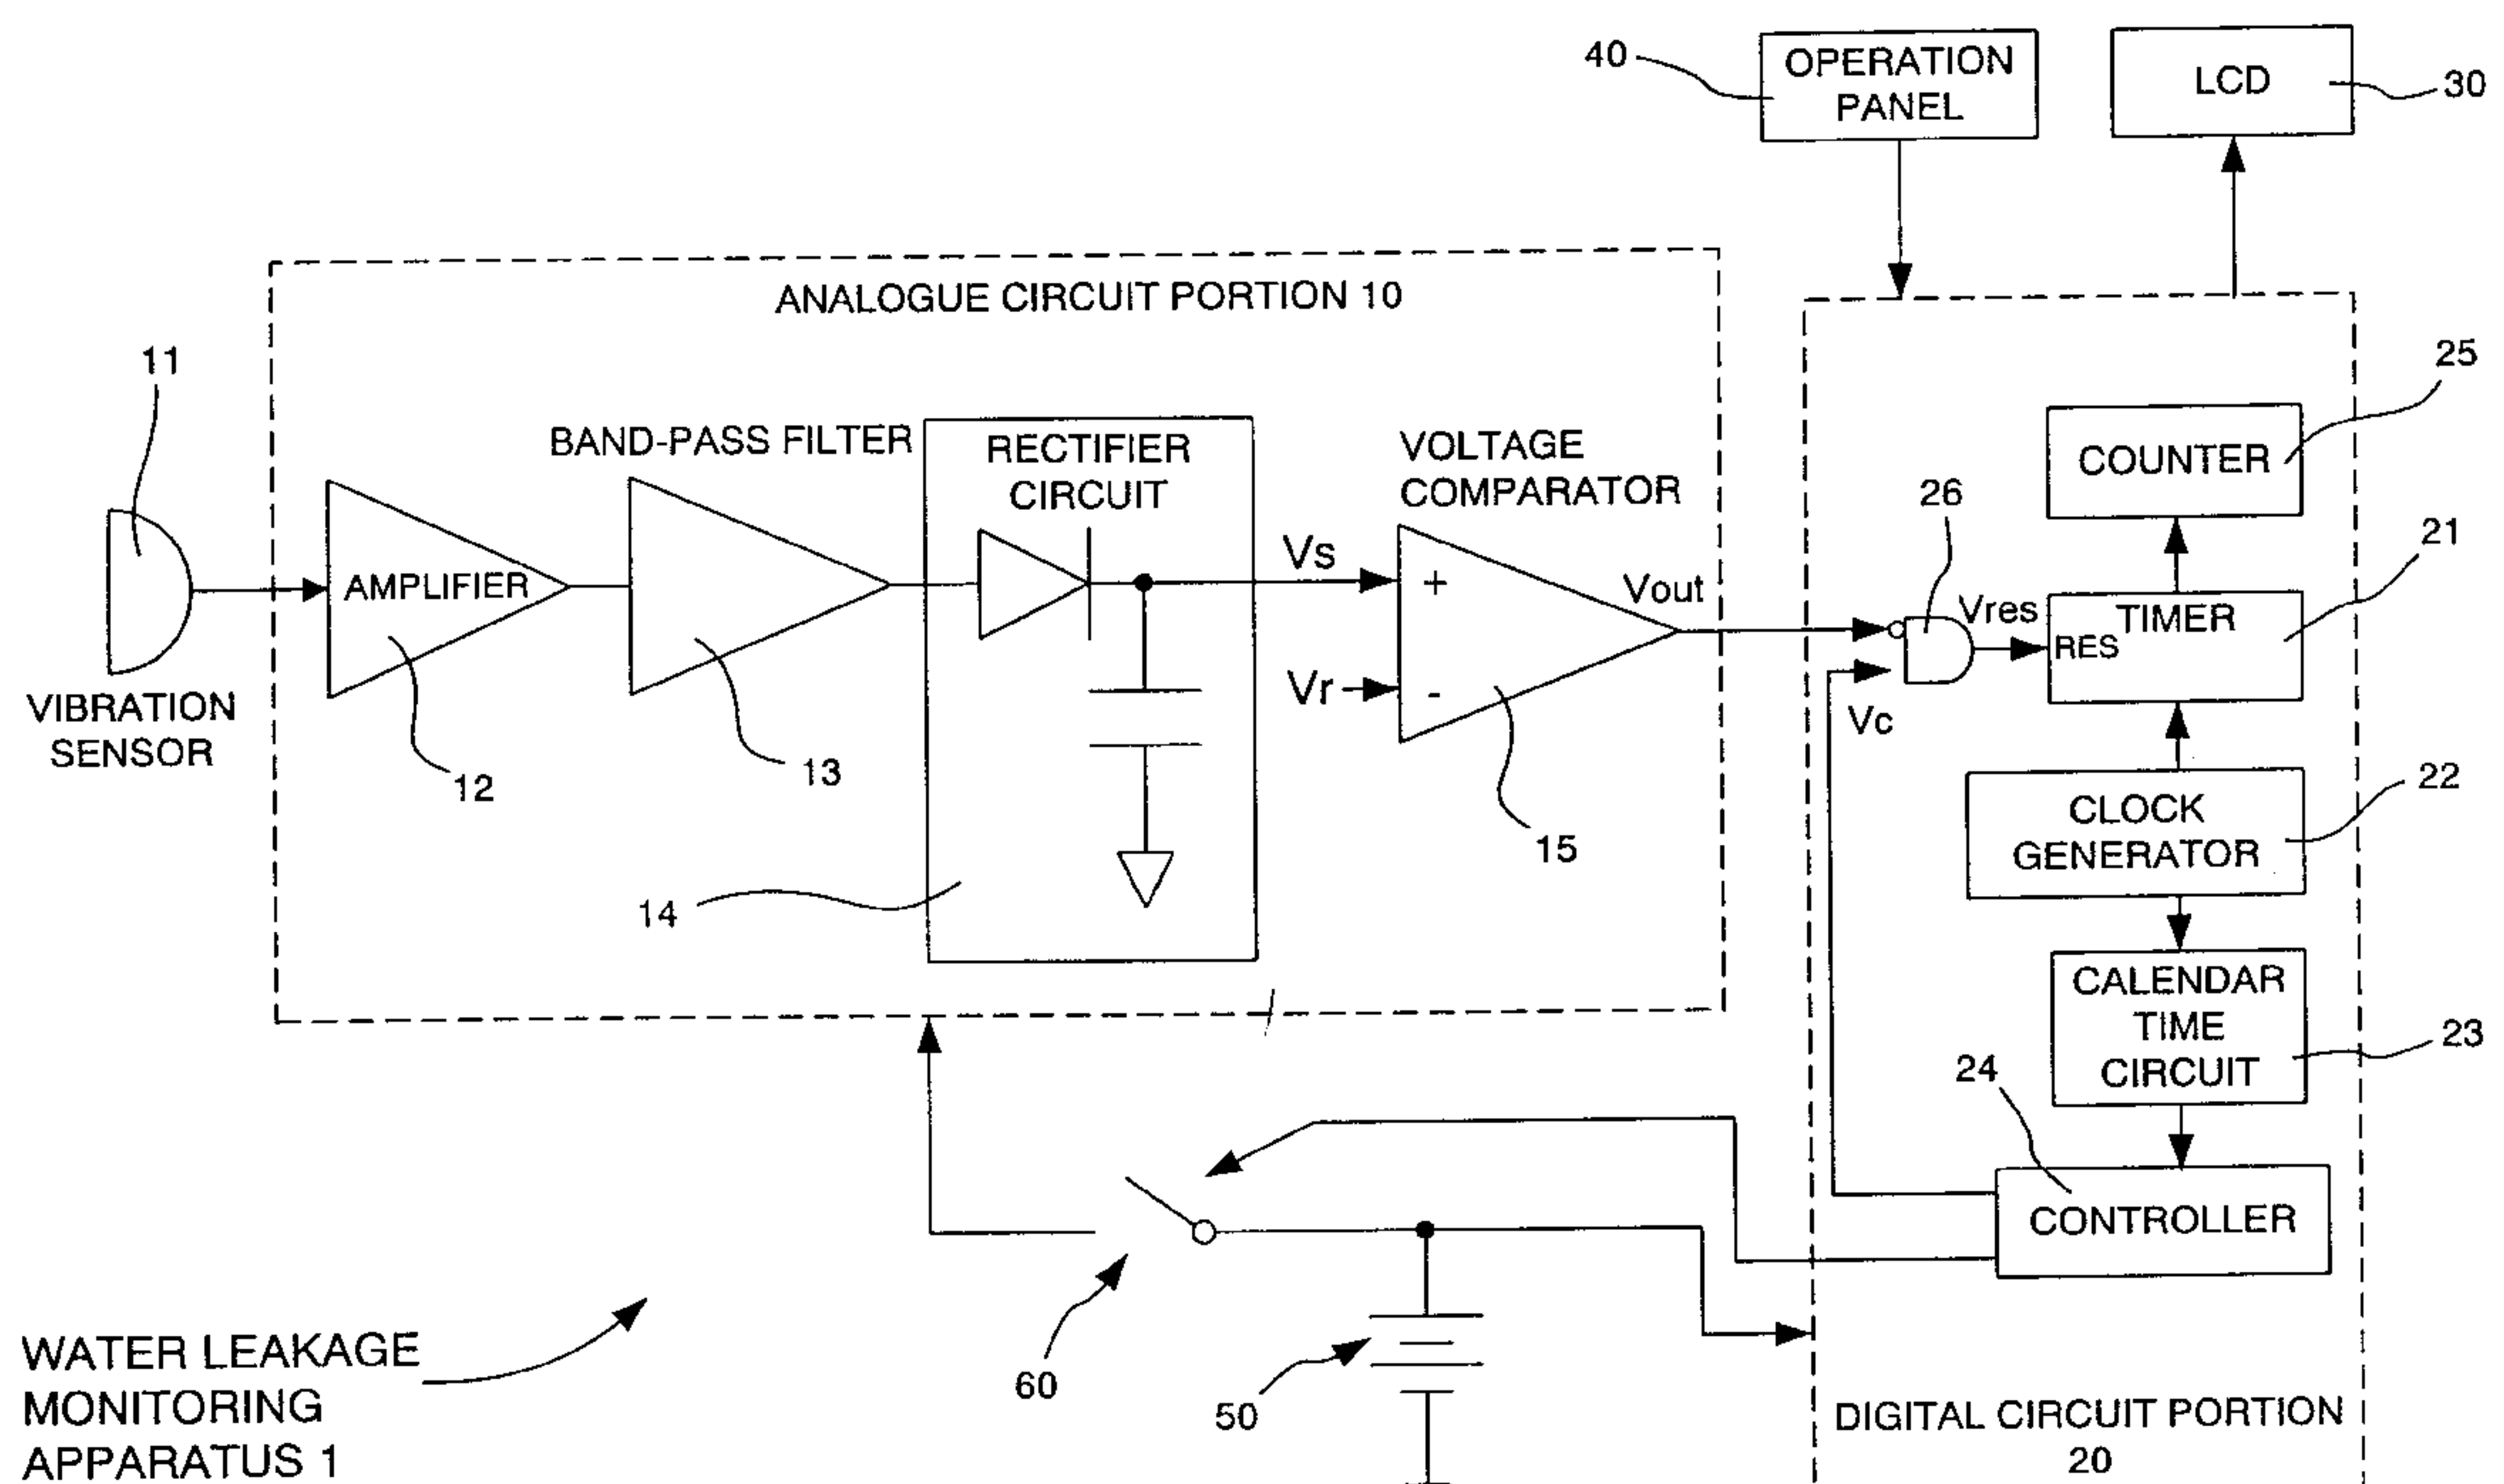 40
OPERATION
PANEL
LCD
30
ANALOGUE CIRCUIT PORTION 10
11
25
BAND-PASS FILTER
RECTIFIER
CIRCUIT
VOLTAGE
COMPARATOR
COUNTER
26
21
Vs
+
Vout
Vres
TIMER
RES
AMPLIFIER
Vr
-
Vc
VIBRATION
SENSOR
12
13
15
14
CLOCK
GENERATOR
22
CALENDAR
TIME
CIRCUIT
23
24
CONTROLLER
60
50
WATER LEAKAGE
MONITORING
APPARATUS 1
DIGITAL CIRCUIT PORTION
20